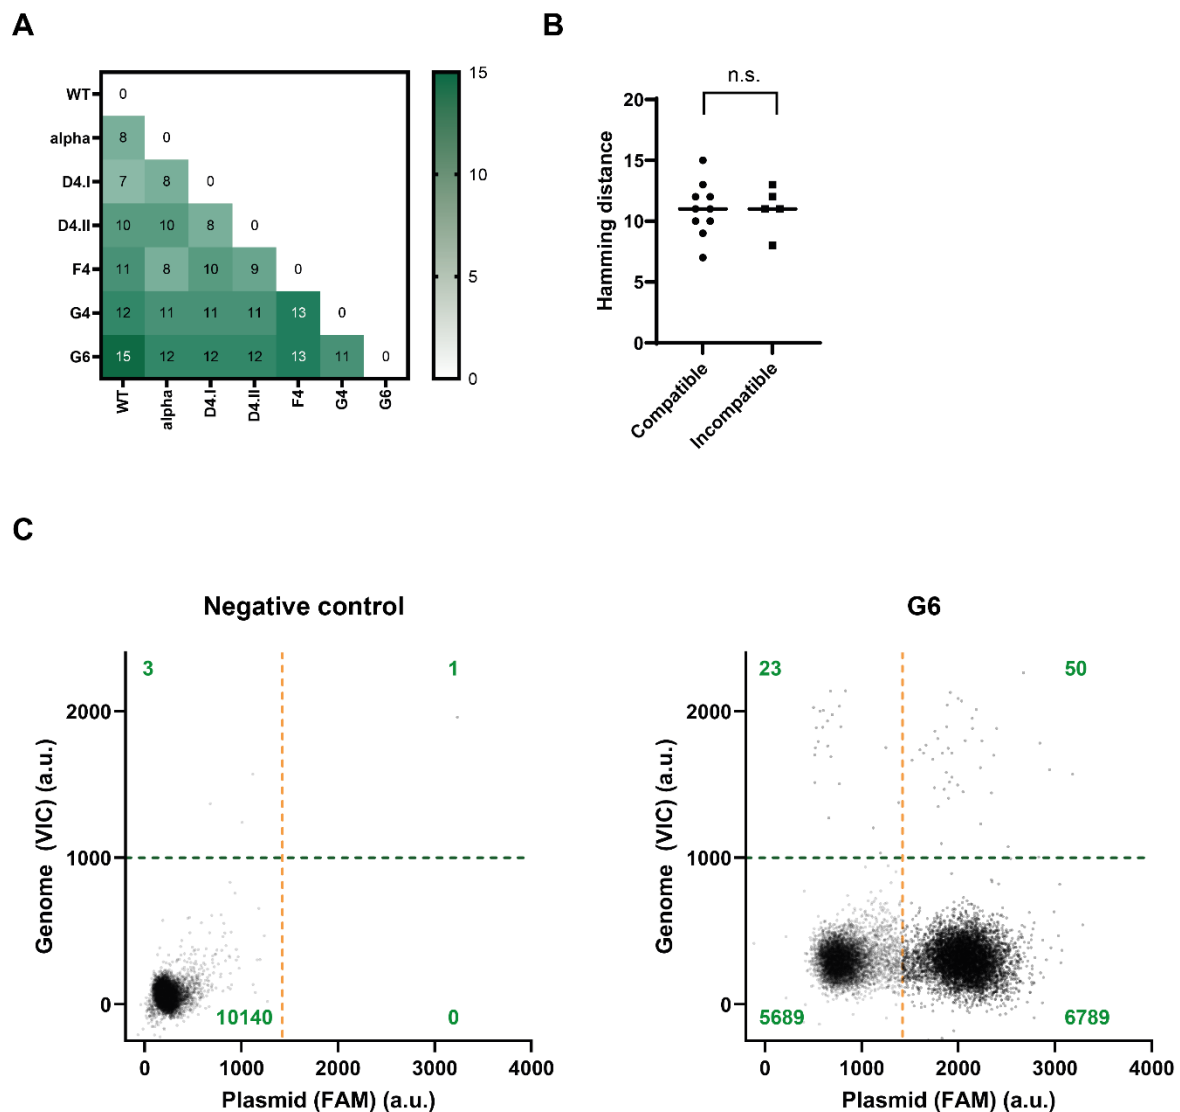 A
WT 0
alpha 8 0
D4.I 7 8 0
D4.II 10 10 8 0
F4 11 8 10 9 0
G4 12 11 11 11 13 0
G6 15 12 12 12 13 11 0
WT alpha D4.I D4.II F4 G4 G6
15
10
5
0
B
n.s.
Hamming distance
20
15
10
5
0
Compatible Incompatible
C
Negative control
3 1
2000
1000
0
10140 0
Genome (VIC) (a.u.)
0 1000 2000 3000 4000
Plasmid (FAM) (a.u.)
G6
23 50
2000
1000
0
5689 6789
Genome (VIC) (a.u.)
0 1000 2000 3000 4000
Plasmid (FAM) (a.u.)